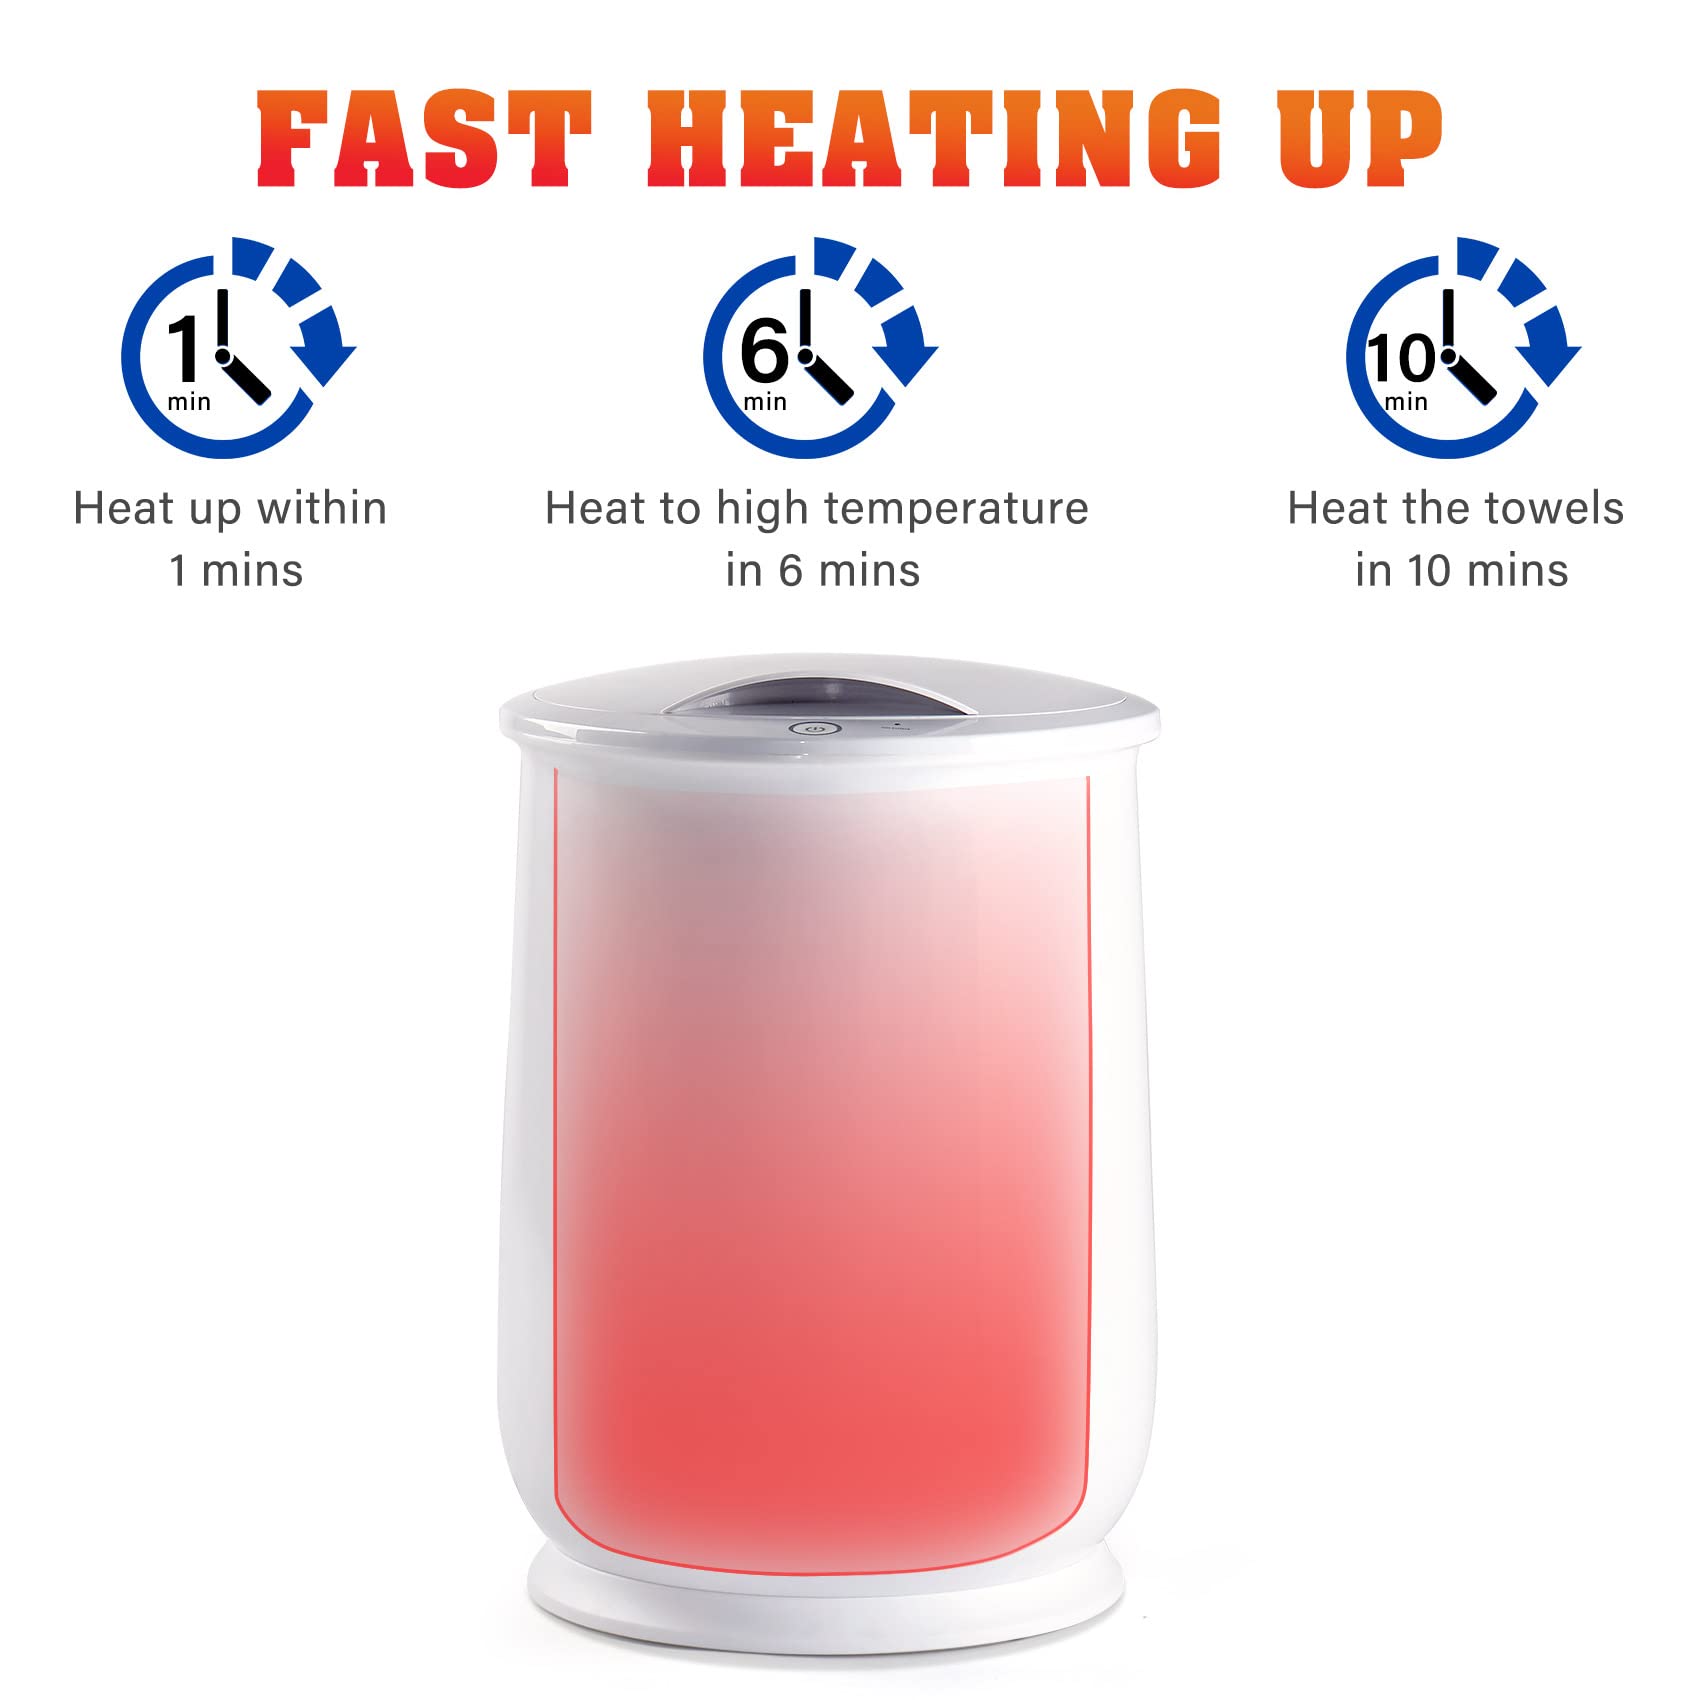 FAST HEATING UP
1
min
6
min
10
min
Heat up within
1 mins
Heat to high temperature
in 6 mins
Heat the towels
in 10 mins